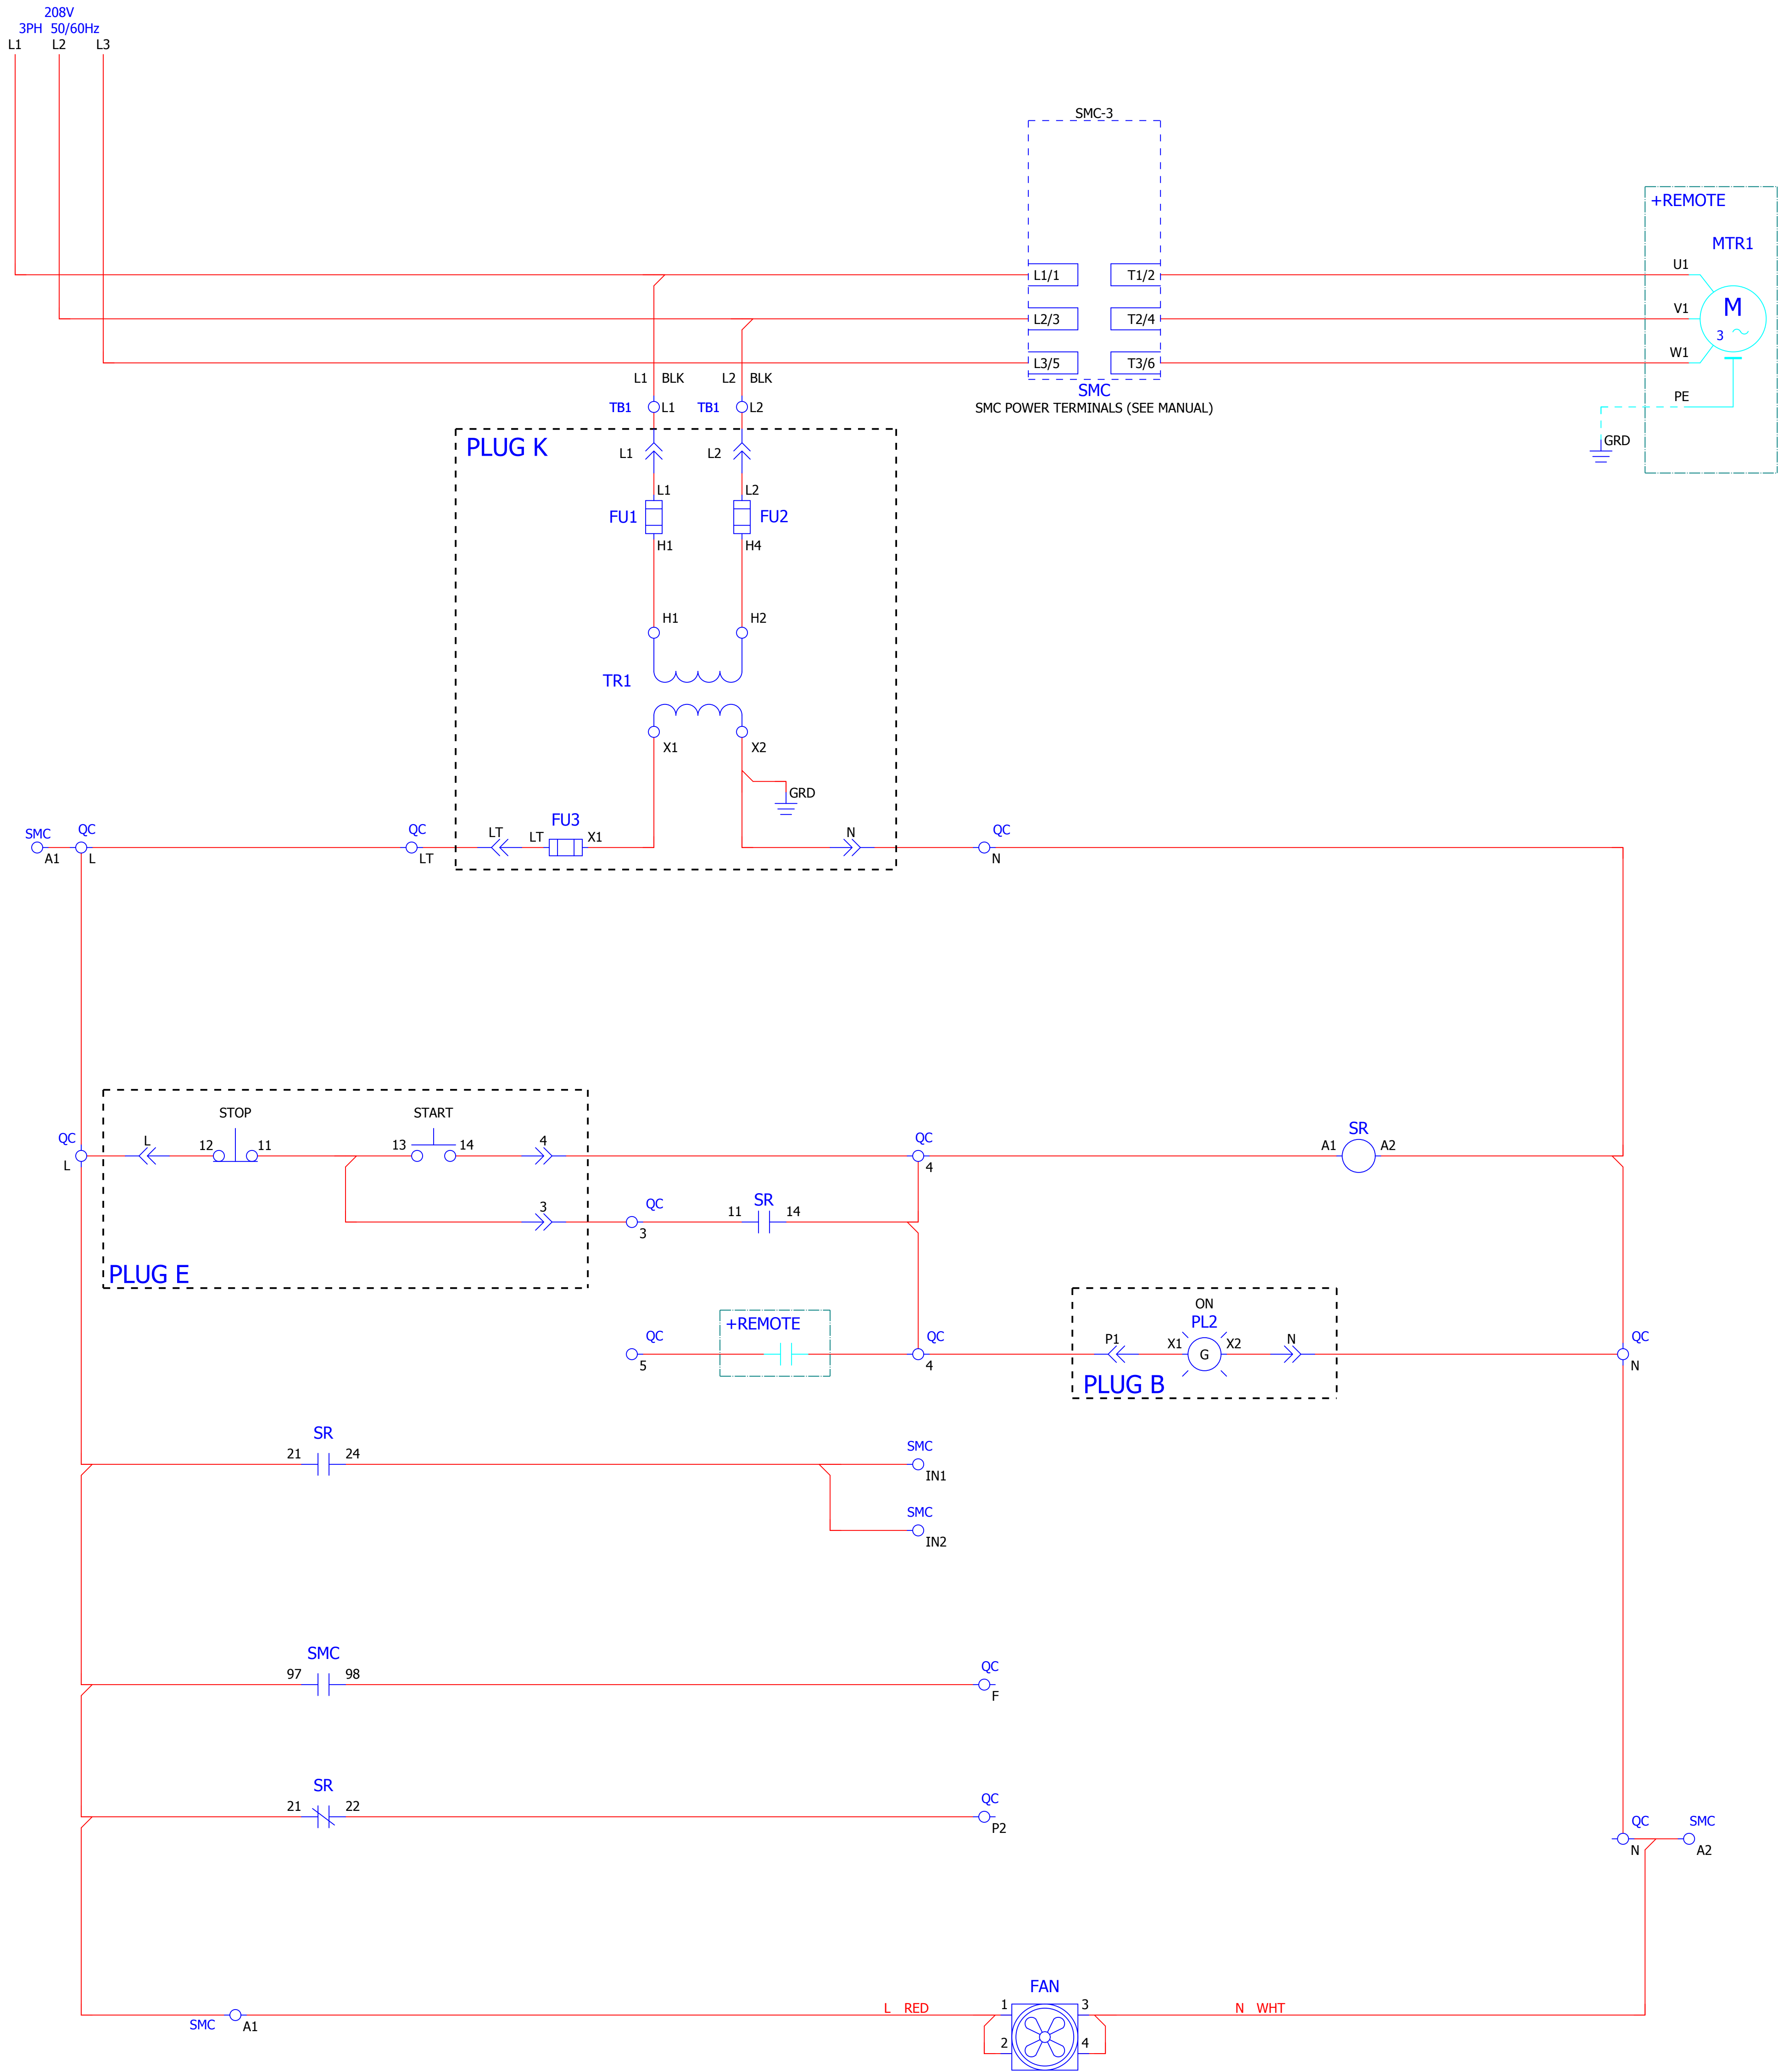 208V
3PH 50/60Hz
L1 L2 L3
SMC-3
+REMOTE
MTR1
L1/1 T1/2 U1
L2/3 T2/4 V1 M
3
L3/5 T3/6 W1
SMC
SMC POWER TERMINALS (SEE MANUAL)
PE
GRD
L1 BLK L2 BLK
TB1 L1 TB1 L2
PLUG K
L1 L2
L1 L2
FU1 FU2
H1 H4
H1 H2
TR1
X1 X2
GRD
SMC QC QC FU3 QC
LT LT X1 N
A1 L LT N
STOP START
QC L 12 11 13 14 4 QC SR
A1 A2
L 4
3 QC SR
11 14
3
PLUG E
+REMOTE
ON
PL2
QC QC P1 X1 G X2 N QC
5 4 N
PLUG B
SR
21 24 SMC
IN1
SMC
IN2
SMC
97 98 QC
F
SR
21 22 QC
P2
QC SMC
N A2
FAN
L RED 1 3 N WHT
SMC A1
2 4